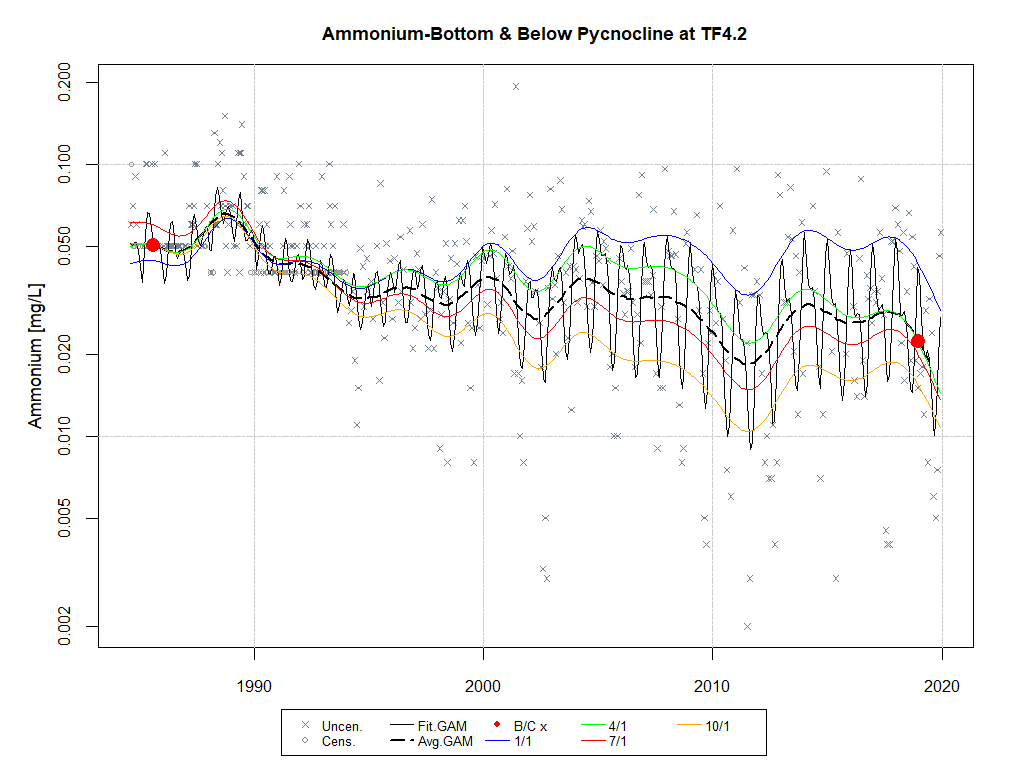 Ammonium-Bottom & Below Pycnocline at TF4.2
Ammonium [mg/L]
0.200
0.100
0.050
0.020
0.010
0.005
0.002
1990 2000 2010 2020
Uncen. Fit.GAM B/C x 4/1 10/1
Cens. Avg.GAM 1/1 7/1